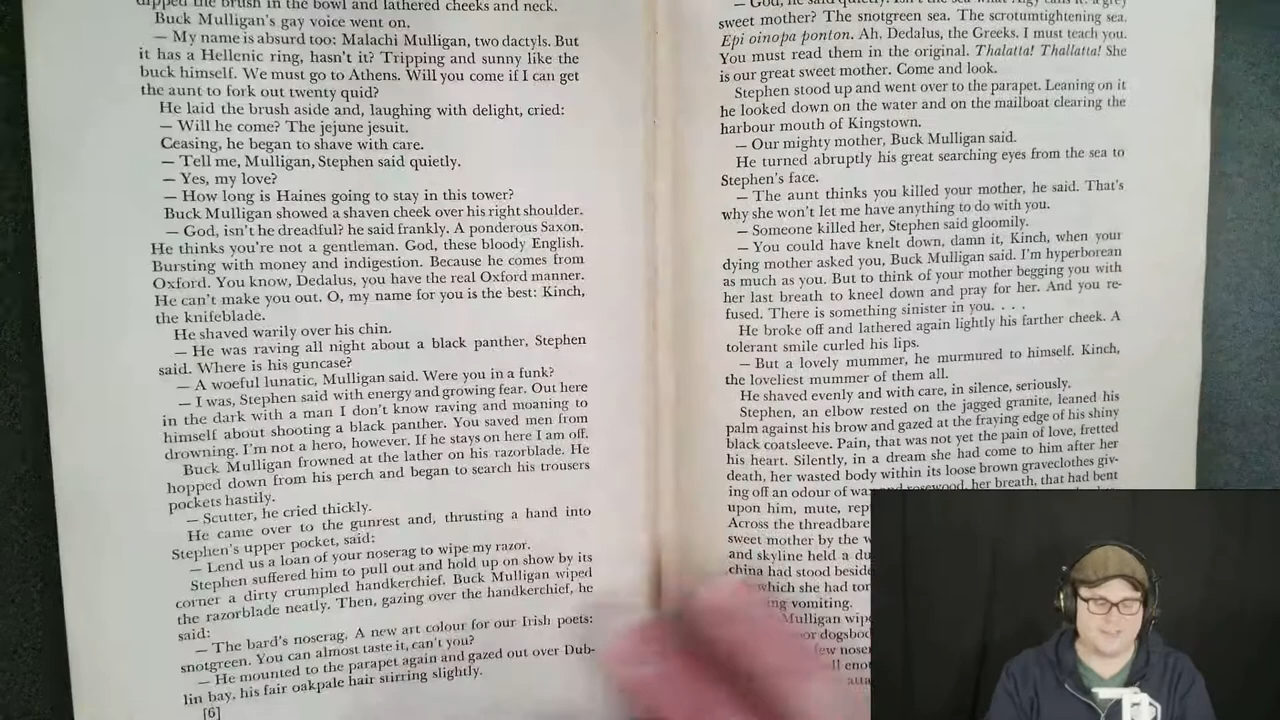 dipped the brush in the bowl and lathered cheeks and neck.
Buck Mulligan's gay voice went on.
— My name is absurd too: Malachi Mulligan, two dactyls. But
it has a Hellenic ring, hasn't it? Tripping and sunny like the
buck himself. We must go to Athens. Will you come if I can get
the aunt to fork out twenty quid?
He laid the brush aside and, laughing with delight, cried:
— Will he come? The jejune jesuit.
Ceasing, he began to shave with care.
— Tell me, Mulligan, Stephen said quietly.
— Yes, my love?
— How long is Haines going to stay in this tower?
Buck Mulligan showed a shaven cheek over his right shoulder.
— God, isn't he dreadful? he said frankly. A ponderous Saxon.
He thinks you're not a gentleman. God, these bloody English.
Bursting with money and indigestion. Because he comes from
Oxford. You know, Dedalus, you have the real Oxford manner.
He can't make you out. O, my name for you is the best: Kinch,
the knifeblade.
He shaved warily over his chin.
— He was raving all night about a black panther, Stephen
said. Where is his guncase?
— A woeful lunatic, Mulligan said. Were you in a funk?
— I was, Stephen said with energy and growing fear. Out here
in the dark with a man I don't know raving and moaning to
himself about shooting a black panther. You saved men from
drowning. I'm not a hero, however. If he stays on here I am off.
Buck Mulligan frowned at the lather on his razorblade. He
hopped down from his perch and began to search his trousers
pockets hastily.
— Scutter, he cried thickly.
He came over to the gunrest and, thrusting a hand into
Stephen's upper pocket, said:
— Lend us a loan of your noserag to wipe my razor.
Stephen suffered him to pull out and hold up on show by its
corner a dirty crumpled handkerchief. Buck Mulligan wiped
the razorblade neatly. Then, gazing over the handkerchief, he
said:
— The bard's noserag. A new art colour for our Irish poets:
snotgreen. You can almost taste it, can't you?
— He mounted to the parapet again and gazed out over Dub-
lin bay, his fair oakpale hair stirring slightly.
[6]
— God, he said quietly. Isn't the sea what Algy calls it: a grey
sweet mother? The snotgreen sea. The scrotumtightening sea.
Epi oinopa ponton. Ah, Dedalus, the Greeks. I must teach you.
You must read them in the original. Thalatta! Thallatta! She
is our great sweet mother. Come and look.
Stephen stood up and went over to the parapet. Leaning on it
he looked down on the water and on the mailboat clearing the
harbour mouth of Kingstown.
— Our mighty mother, Buck Mulligan said.
He turned abruptly his great searching eyes from the sea to
Stephen's face.
— The aunt thinks you killed your mother, he said. That's
why she won't let me have anything to do with you.
— Someone killed her, Stephen said gloomily.
— You could have knelt down, damn it, Kinch, when your
dying mother asked you, Buck Mulligan said. I'm hyperborean
as much as you. But to think of your mother begging you with
her last breath to kneel down and pray for her. And you re-
fused. There is something sinister in you. . . .
He broke off and lathered again lightly his farther cheek. A
tolerant smile curled his lips.
— But a lovely mummer, he murmured to himself. Kinch,
the loveliest mummer of them all.
He shaved evenly and with care, in silence, seriously.
Stephen, an elbow rested on the jagged granite, leaned his
palm against his brow and gazed at the fraying edge of his shiny
black coatsleeve. Pain, that was not yet the pain of love, fretted
his heart. Silently, in a dream she had come to him after her
death, her wasted body within its loose brown graveclothes giv-
ing off an odour of wax and rosewood, her breath, that had bent
upon him, mute, rep
Across the threadbare
sweet mother by the w
and skyline held a du
china had stood beside
which she had tor
ing vomiting.
Mulligan wip
or dogsbod
few nose